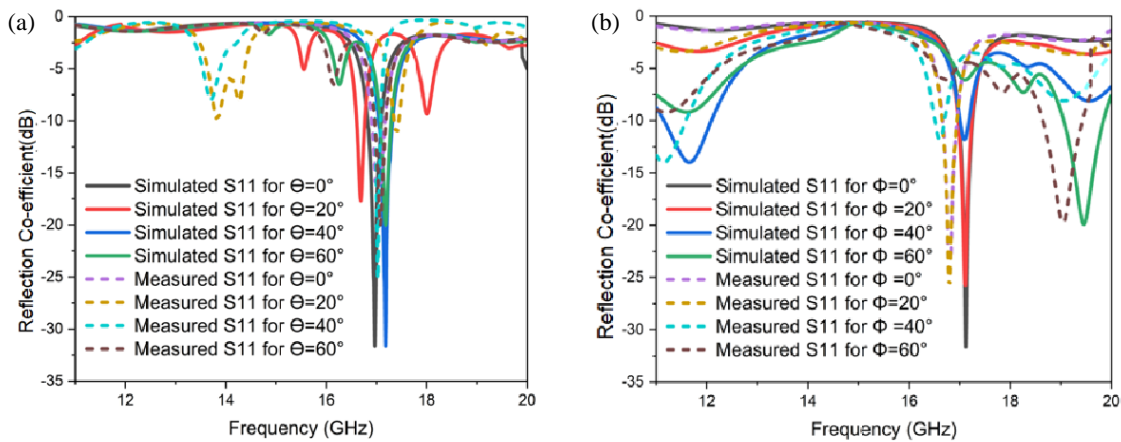 (a)
0
-5
-10
-15
-20
-25
-30
-35
Reflection Co-efficient(dB)
Simulated S11 for Ɵ=0°
Simulated S11 for Ɵ=20°
Simulated S11 for Ɵ=40°
Simulated S11 for Ɵ=60°
Measured S11 for Ɵ=0°
Measured S11 for Ɵ=20°
Measured S11 for Ɵ=40°
Measured S11 for Ɵ=60°
12 14 16 18 20
Frequency (GHz)
(b)
0
-5
-10
-15
-20
-25
-30
-35
Reflection Co-efficient(dB)
Simulated S11 for Φ=0°
Simulated S11 for Φ =20°
Simulated S11 for Φ =40°
Simulated S11 for Φ =60°
Measured S11 for Φ=0°
Measured S11 for Φ=20°
Measured S11 for Φ =40°
Measured S11 for Φ=60°
12 14 16 18 20
Frequency (GHz)